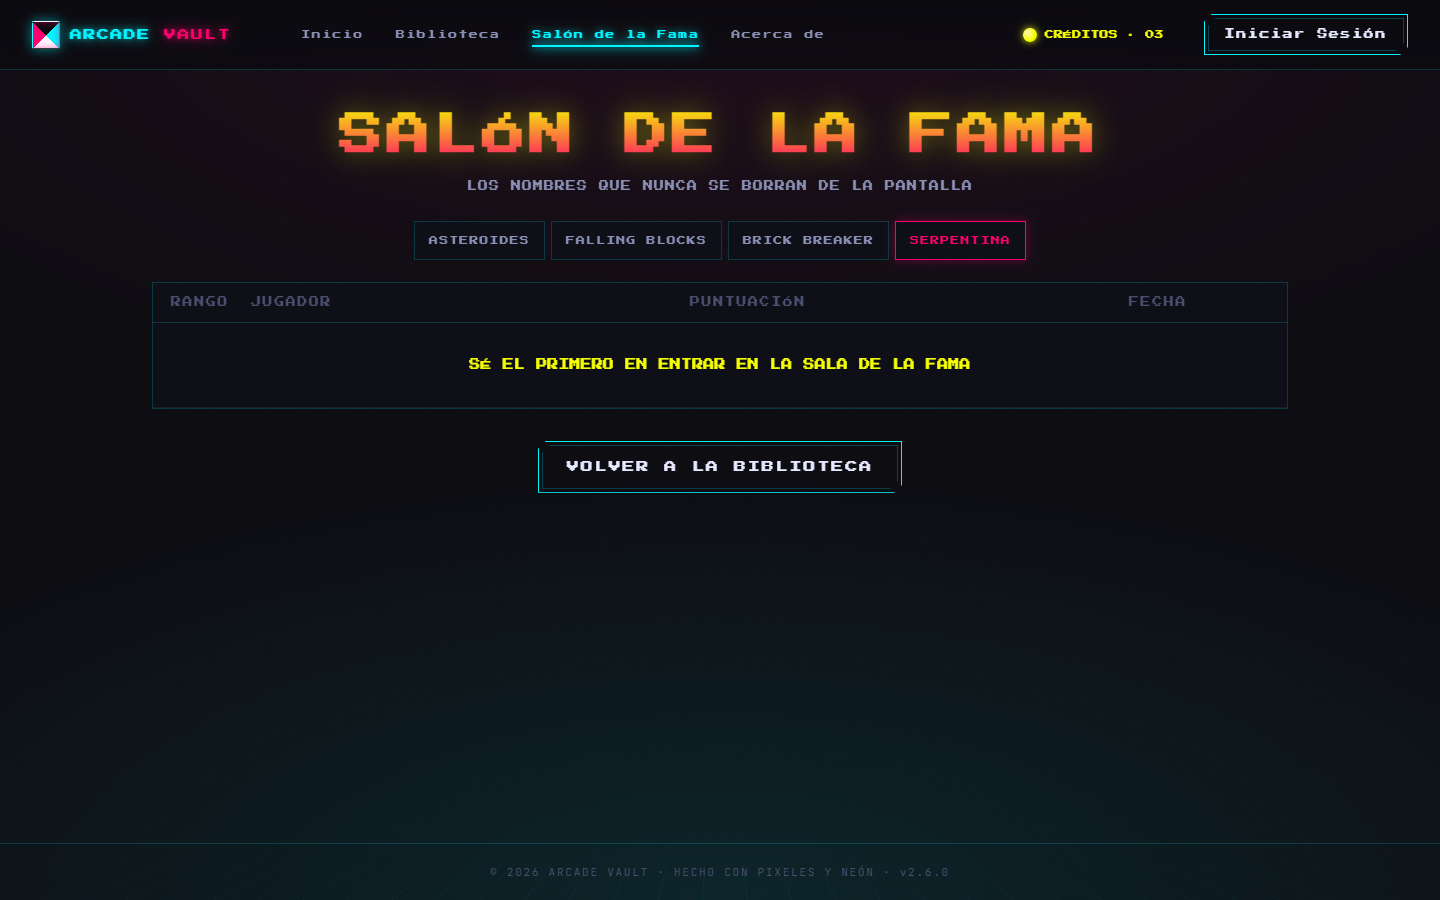 ARCADE VAULT
Inicio
Biblioteca
Salón de la Fama
Acerca de
CRÉDITOS · 03
Iniciar Sesión
SALÓN DE LA FAMA
LOS NOMBRES QUE NUNCA SE BORRAN DE LA PANTALLA
ASTEROIDES
FALLING BLOCKS
BRICK BREAKER
SERPENTINA
RANGO JUGADOR PUNTUACIÓN FECHA
SÉ EL PRIMERO EN ENTRAR EN LA SALA DE LA FAMA
VOLVER A LA BIBLIOTECA
© 2026 ARCADE VAULT · HECHO CON PIXELES Y NEÓN · v2.6.0